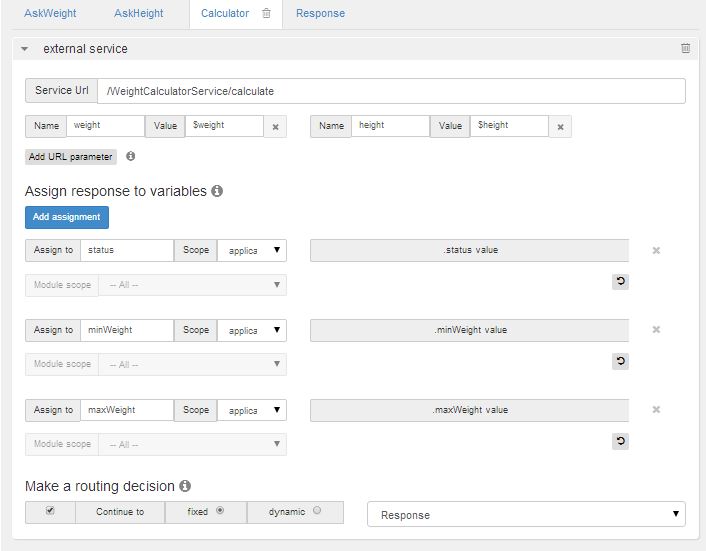 AskWeight AskHeight Calculator Response
external service
Service Url /WeightCalculatorService/calculate
Name weight Value $weight × Name height Value $height ×
Add URL parameter
Assign response to variables
Add assignment
Assign to status Scope applica .status value ×
Module scope -- All --
Assign to minWeight Scope applica .minWeight value ×
Module scope -- All --
Assign to maxWeight Scope applica .maxWeight value ×
Module scope -- All --
Make a routing decision
Continue to fixed dynamic Response